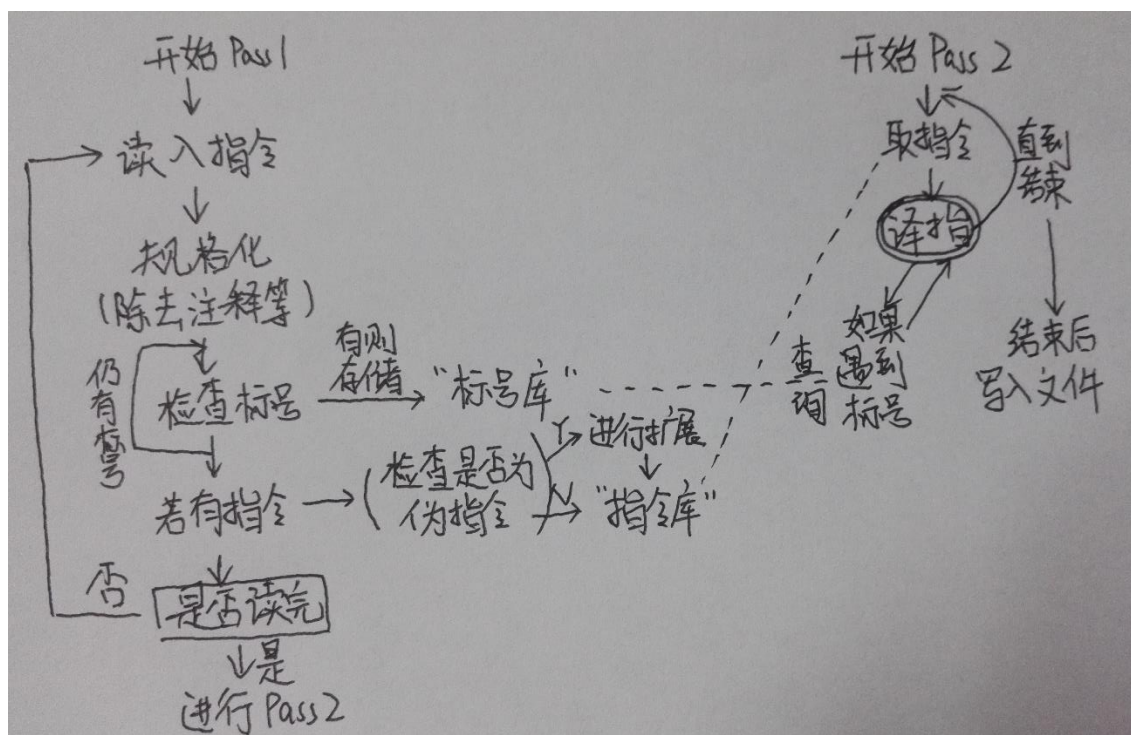 开始 Pass 1
读入指令
规格化
(除去注释等)
仍有标号
检查标号
有则
存储
"标号库"
若有指令
(检查是否为
伪指令)
Y
进行扩展
N
"指令库"
否
是否读完
是
进行 Pass 2
开始 Pass 2
取指令
译指
直到
结束
查询
如果
遇到
标号
结束后
写入文件